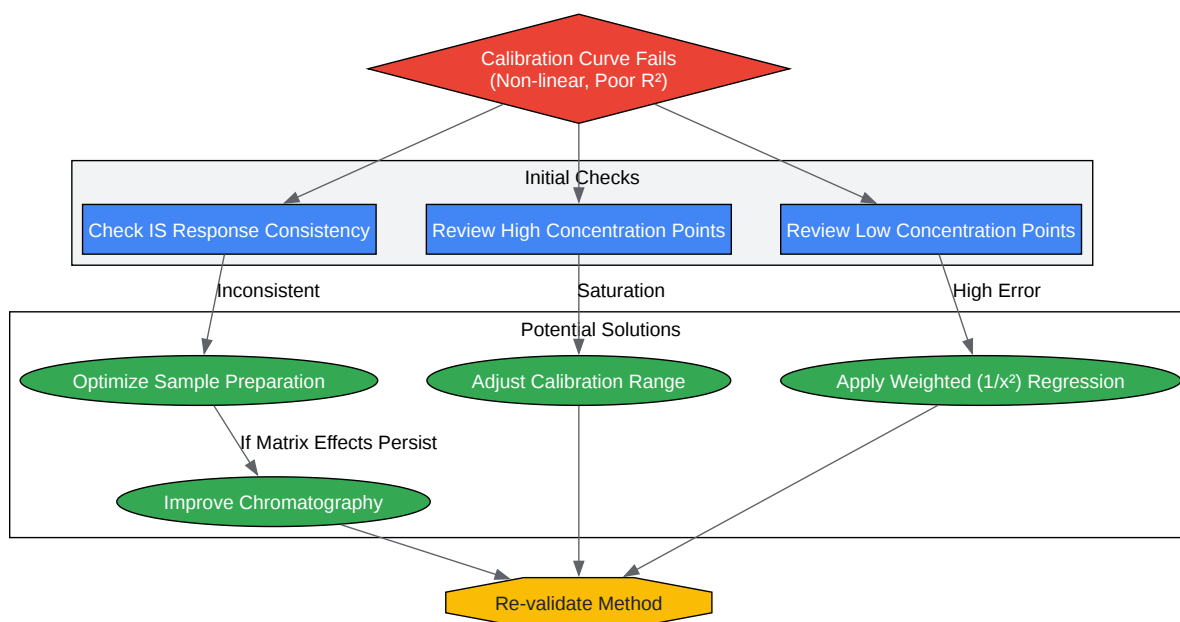 Calibration Curve Fails
(Non-linear, Poor R²)
Initial Checks
Check IS Response Consistency
Review High Concentration Points
Review Low Concentration Points
Inconsistent
Saturation
High Error
Potential Solutions
Optimize Sample Preparation
Adjust Calibration Range
Apply Weighted (1/x²) Regression
If Matrix Effects Persist
Improve Chromatography
Re-validate Method